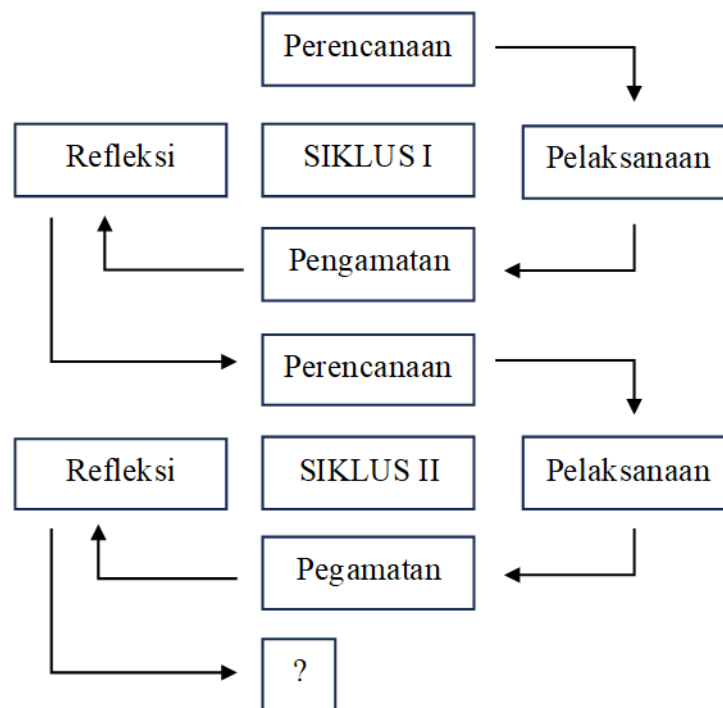 Perencanaan
Refleksi
SIKLUS I
Pelaksanaan
Pengamatan
Perencanaan
Refleksi
SIKLUS II
Pelaksanaan
Pegamatan
?